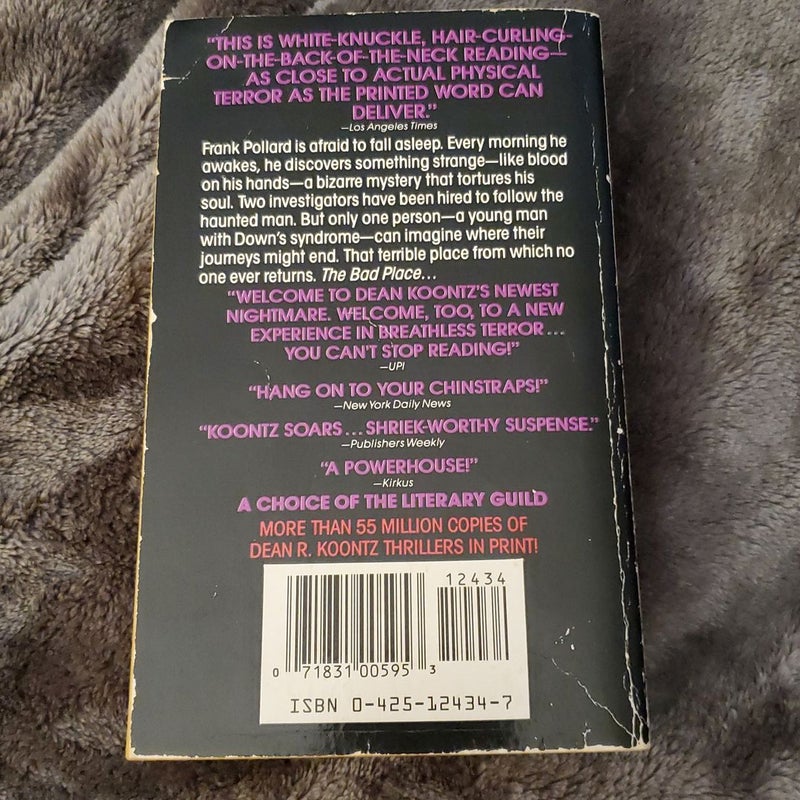 "THIS IS WHITE-KNUCKLE, HAIR-CURLING-
ON-THE-BACK-OF-THE-NECK READING—
AS CLOSE TO ACTUAL PHYSICAL
TERROR AS THE PRINTED WORD CAN
DELIVER."
—Los Angeles Times
Frank Pollard is afraid to fall asleep. Every morning he
awakes, he discovers something strange—like blood
on his hands—a bizarre mystery that tortures his
soul. Two investigators have been hired to follow the
haunted man. But only one person—a young man
with Down's syndrome—can imagine where their
journeys might end. That terrible place from which no
one ever returns. The Bad Place...
"WELCOME TO DEAN KOONTZ'S NEWEST
NIGHTMARE. WELCOME, TOO, TO A NEW
EXPERIENCE IN BREATHLESS TERROR...
YOU CAN'T STOP READING!"
—UPI
"HANG ON TO YOUR CHINSTRAPS!"
—New York Daily News
"KOONTZ SOARS...SHRIEK-WORTHY SUSPENSE."
—Publishers Weekly
"A POWERHOUSE!"
—Kirkus
A CHOICE OF THE LITERARY GUILD
MORE THAN 55 MILLION COPIES OF
DEAN R. KOONTZ THRILLERS IN PRINT!
12434
0 71831 00595 3
ISBN 0-425-12434-7